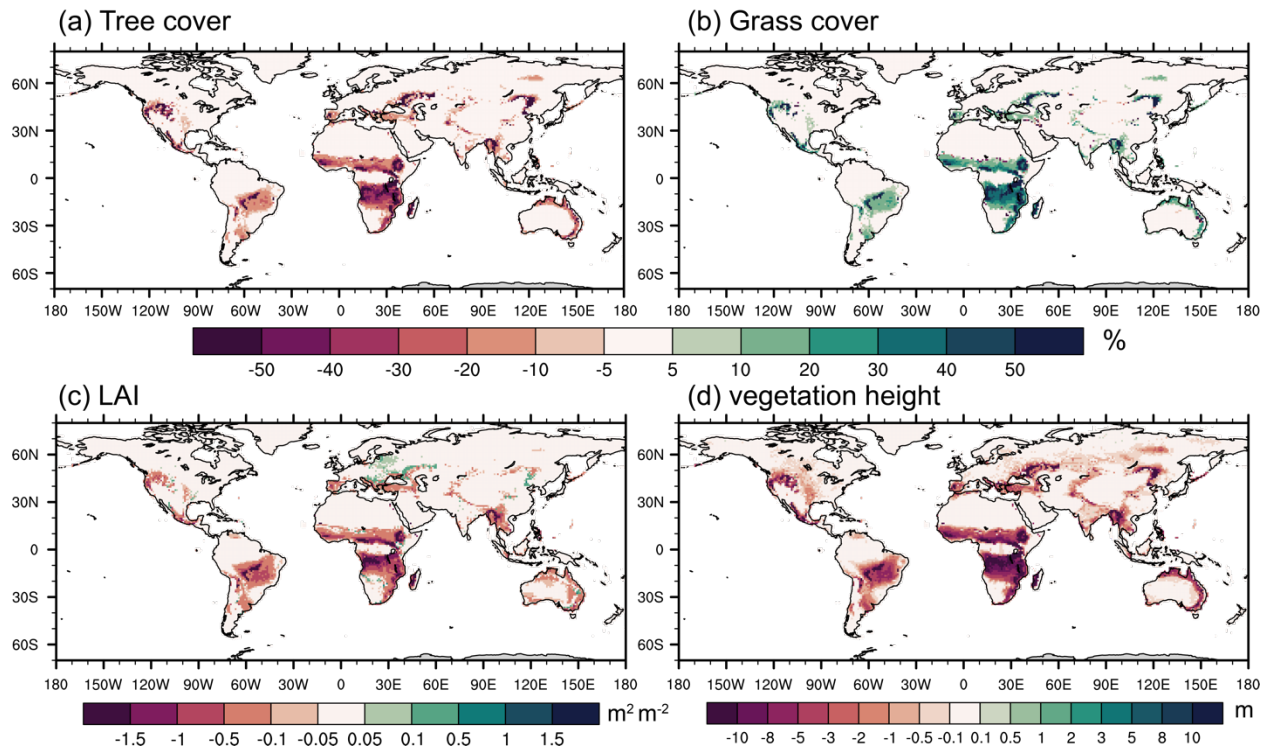 (a) Tree cover
(b) Grass cover
60N
30N
0
30S
60S
180 150W 120W 90W 60W 30W 0 30E 60E 90E 120E 150E 180
60N
30N
0
30S
60S
180 150W 120W 90W 60W 30W 0 30E 60E 90E 120E 150E 180
-50 -40 -30 -20 -10 -5 5 10 20 30 40 50 %
(c) LAI
(d) vegetation height
60N
30N
0
30S
60S
180 150W 120W 90W 60W 30W 0 30E 60E 90E 120E 150E 180
60N
30N
0
30S
60S
180 150W 120W 90W 60W 30W 0 30E 60E 90E 120E 150E 180
-1.5 -1 -0.5 -0.1 -0.05 0.05 0.1 0.5 1 1.5 m² m⁻²
-10 -8 -5 -3 -2 -1 -0.5 -0.1 0.1 0.5 1 2 3 5 8 10 m